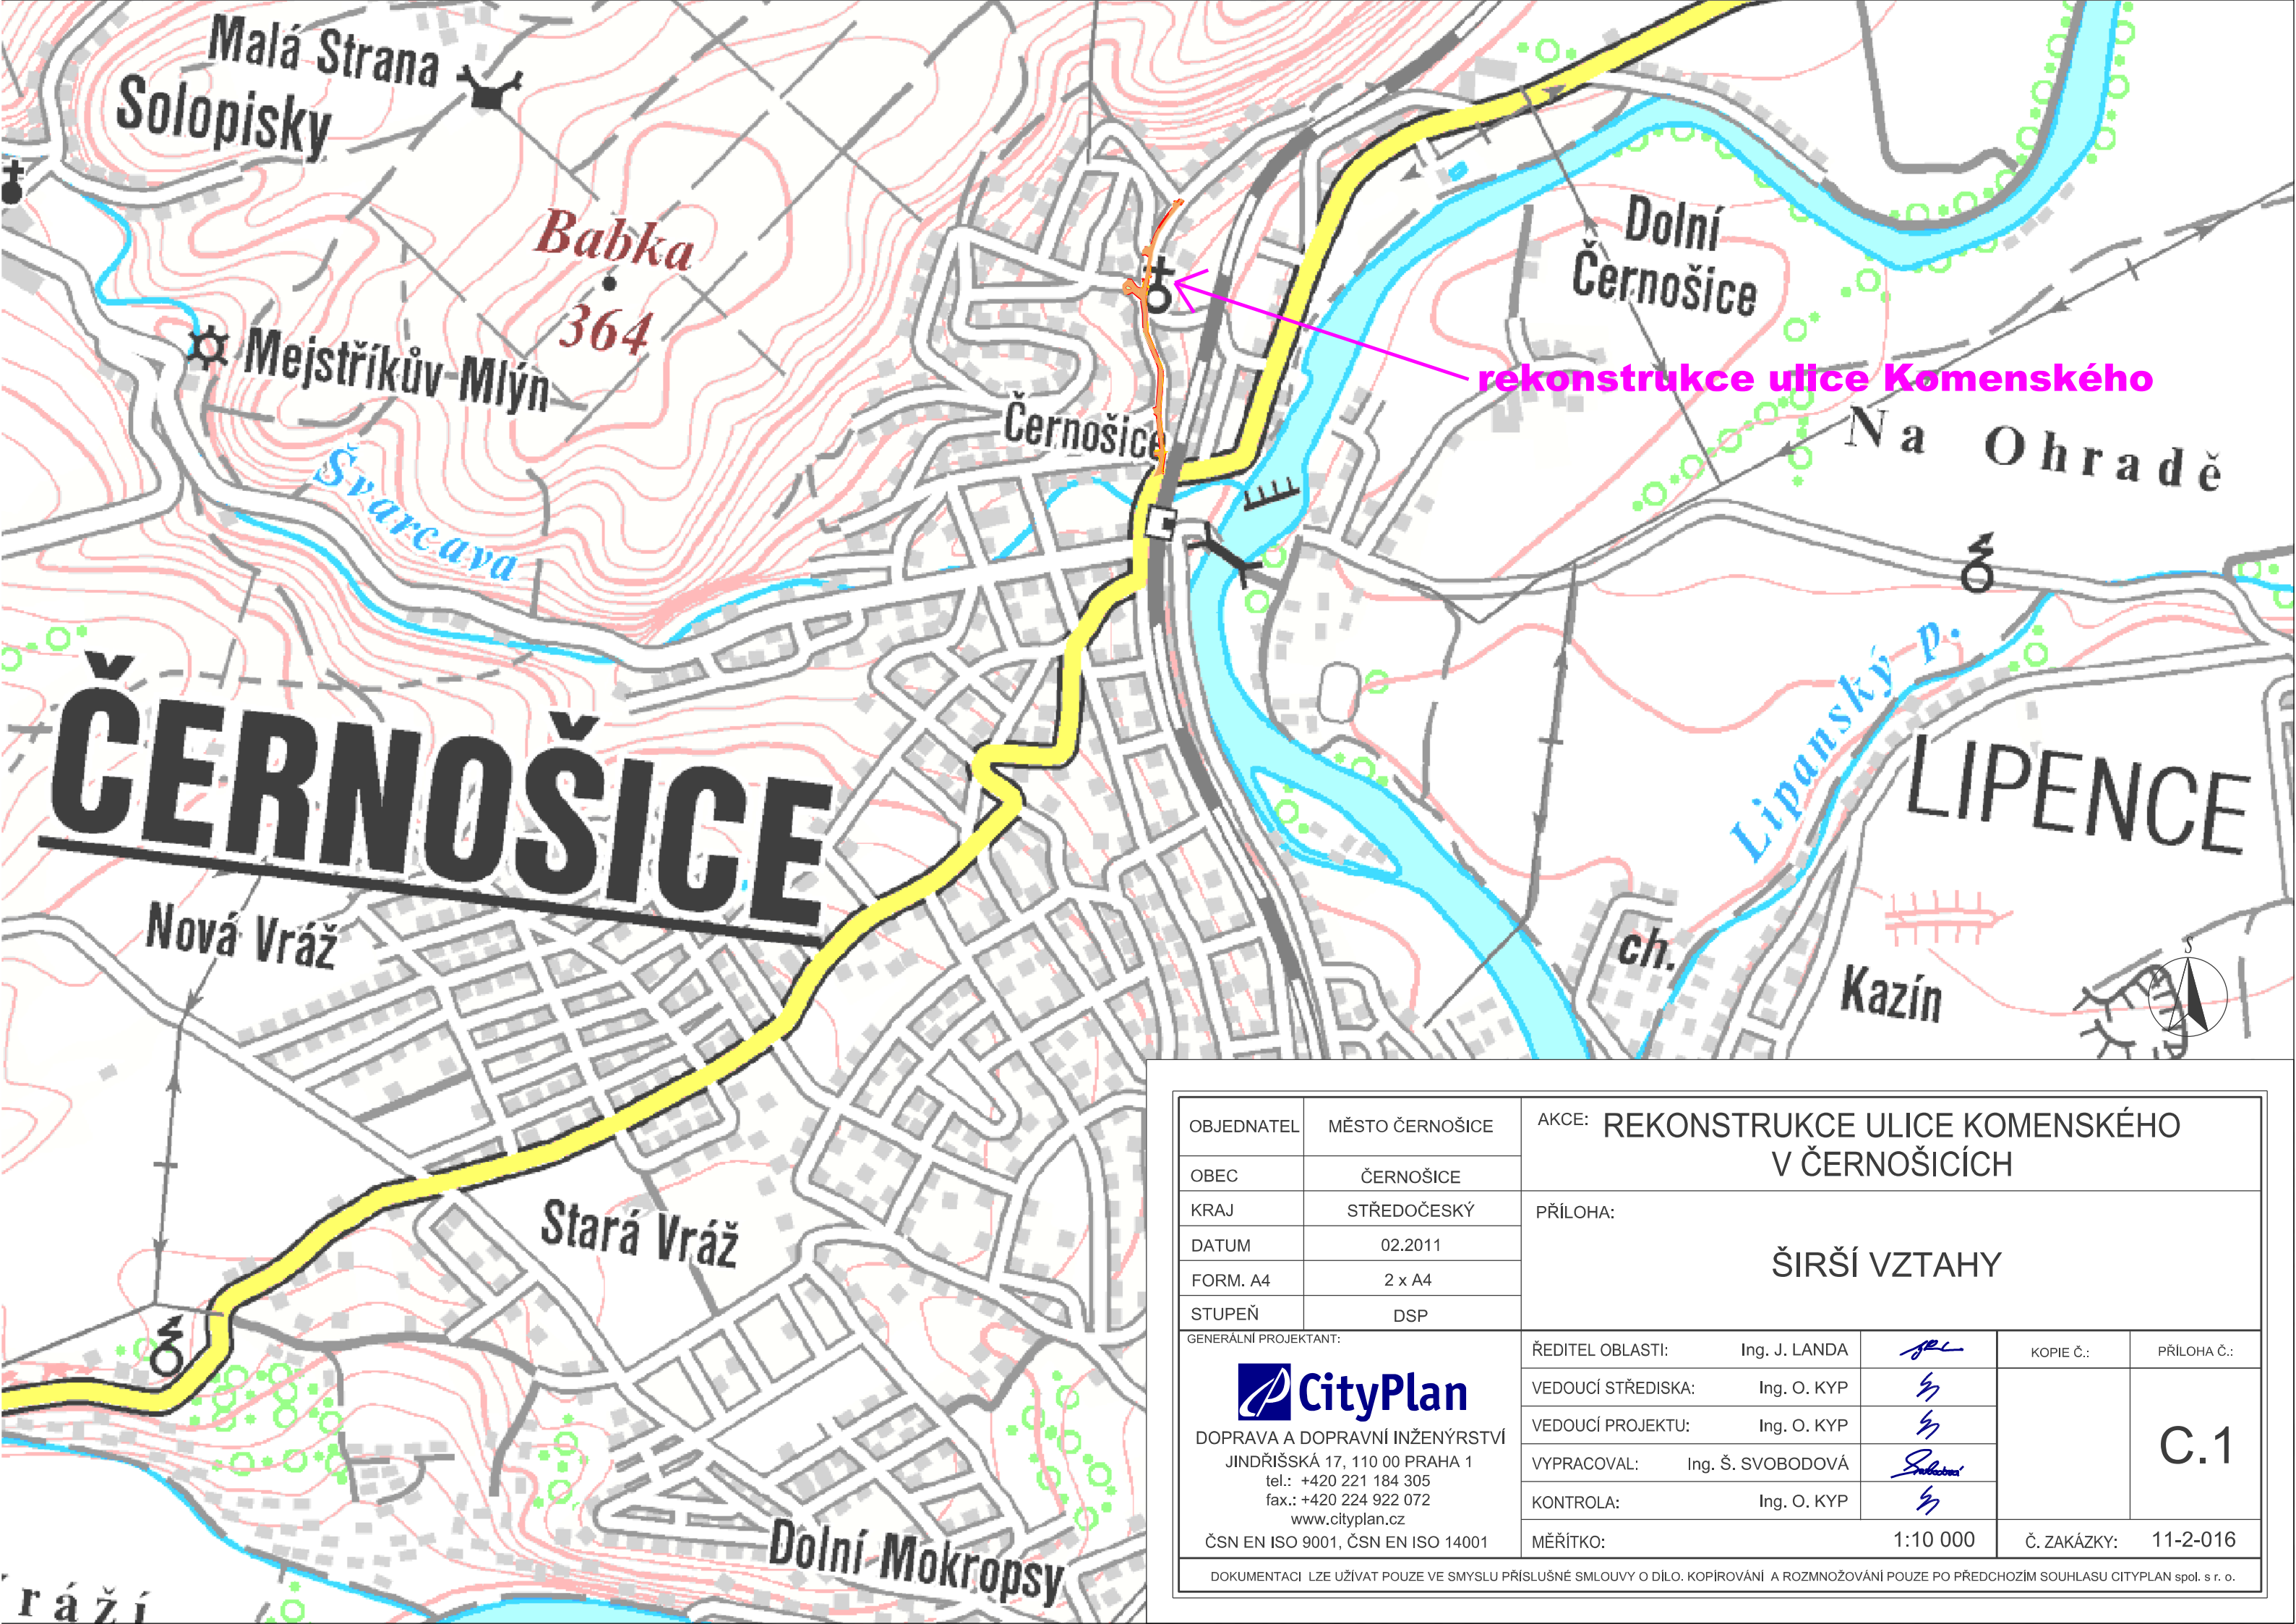 Malá Strana
Solopisky
Babka
364
Mejstříkův Mlýn
Švarcava
Černošice
Dolní
Černošice
rekonstrukce ulice Komenského
Na Ohradě
ČERNOŠICE
Lipanský p.
LIPENCE
Nová Vráž
ch.
Kazín
S
Stará Vráž
Dolní Mokropsy
ráží
OBJEDNATEL MĚSTO ČERNOŠICE
OBEC ČERNOŠICE
KRAJ STŘEDOČESKÝ
DATUM 02.2011
FORM. A4 2 x A4
STUPEŇ DSP
AKCE: REKONSTRUKCE ULICE KOMENSKÉHO
V ČERNOŠICÍCH
PŘÍLOHA:
ŠIRŠÍ VZTAHY
GENERÁLNÍ PROJEKTANT:
CityPlan
DOPRAVA A DOPRAVNÍ INŽENÝRSTVÍ
JINDŘIŠSKÁ 17, 110 00 PRAHA 1
tel.: +420 221 184 305
fax.: +420 224 922 072
www.cityplan.cz
ČSN EN ISO 9001, ČSN EN ISO 14001
ŘEDITEL OBLASTI: Ing. J. LANDA
VEDOUCÍ STŘEDISKA: Ing. O. KYP
VEDOUCÍ PROJEKTU: Ing. O. KYP
VYPRACOVAL: Ing. Š. SVOBODOVÁ
KONTROLA: Ing. O. KYP
MĚŘÍTKO: 1:10 000
KOPIE Č.:
PŘÍLOHA Č.:
C.1
Č. ZAKÁZKY: 11-2-016
DOKUMENTACI LZE UŽÍVAT POUZE VE SMYSLU PŘÍSLUŠNÉ SMLOUVY O DÍLO. KOPÍROVÁNÍ A ROZMNOŽOVÁNÍ POUZE PO PŘEDCHOZÍM SOUHLASU CITYPLAN spol. s r. o.